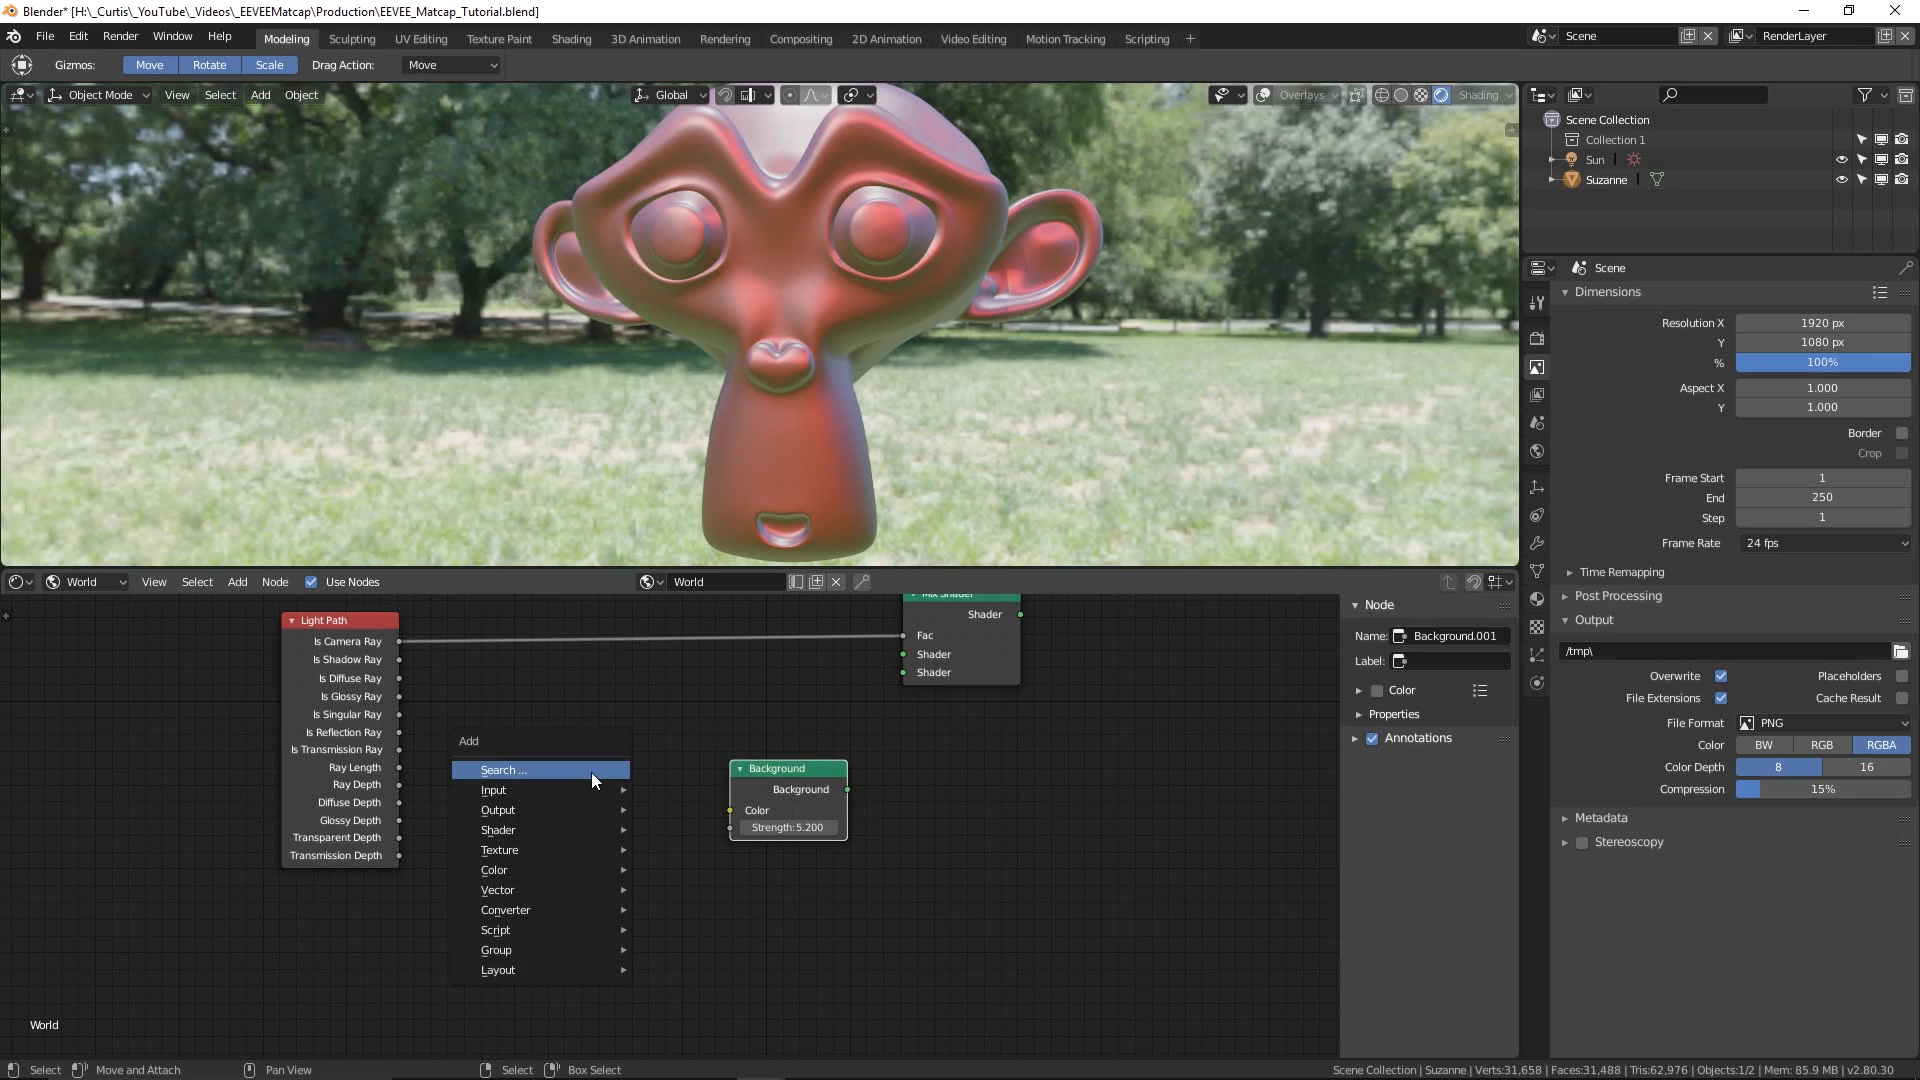 Blender* [H:\_Curtis\_YouTube\_Videos\_EEVEEMatcap\Production\EEVEE_Matcap_Tutorial.blend]
File Edit Render Window Help Modeling Sculpting UV Editing Texture Paint Shading 3D Animation Rendering Compositing 2D Animation Video Editing Motion Tracking Scripting + Scene RenderLayer
Gizmos: Move Rotate Scale Drag Action: Move
Object Mode View Select Add Object Global Overlays Shading
Scene Collection
Collection 1
Sun
Suzanne
Scene
Dimensions
Resolution X 1920 px
Y 1080 px
% 100%
Aspect X 1.000
Y 1.000
Border
Crop
Frame Start 1
End 250
Step 1
Frame Rate 24 fps
Time Remapping
Post Processing
Output
/tmp\
Overwrite Placeholders
File Extensions Cache Result
File Format PNG
Color BW RGB RGBA
Color Depth 8 16
Compression 15%
Metadata
Stereoscopy
World View Select Add Node Use Nodes World
Light Path
Is Camera Ray
Is Shadow Ray
Is Diffuse Ray
Is Glossy Ray
Is Singular Ray
Is Reflection Ray
Is Transmission Ray
Ray Length
Ray Depth
Diffuse Depth
Glossy Depth
Transparent Depth
Transmission Depth
Add
Search ...
Input
Output
Shader
Texture
Color
Vector
Converter
Script
Group
Layout
Background
Background
Color
Strength:5.200
Mix Shader
Shader
Fac
Shader
Shader
Node
Name: Background.001
Label:
Color
Properties
Annotations
World
Select Move and Attach Pan View Select Box Select
Scene Collection | Suzanne | Verts:31,658 | Faces:31,488 | Tris:62,976 | Objects:1/2 | Mem: 85.9 MB | v2.80.30